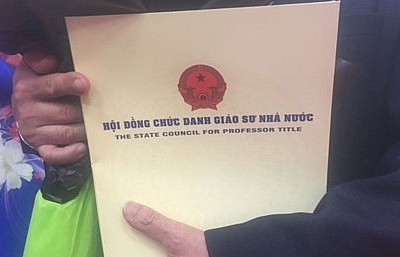 HỘI ĐỒNG CHỨC DANH GIÁO SƯ NHÀ NƯỚC
THE STATE COUNCIL FOR PROFESSOR TITLE